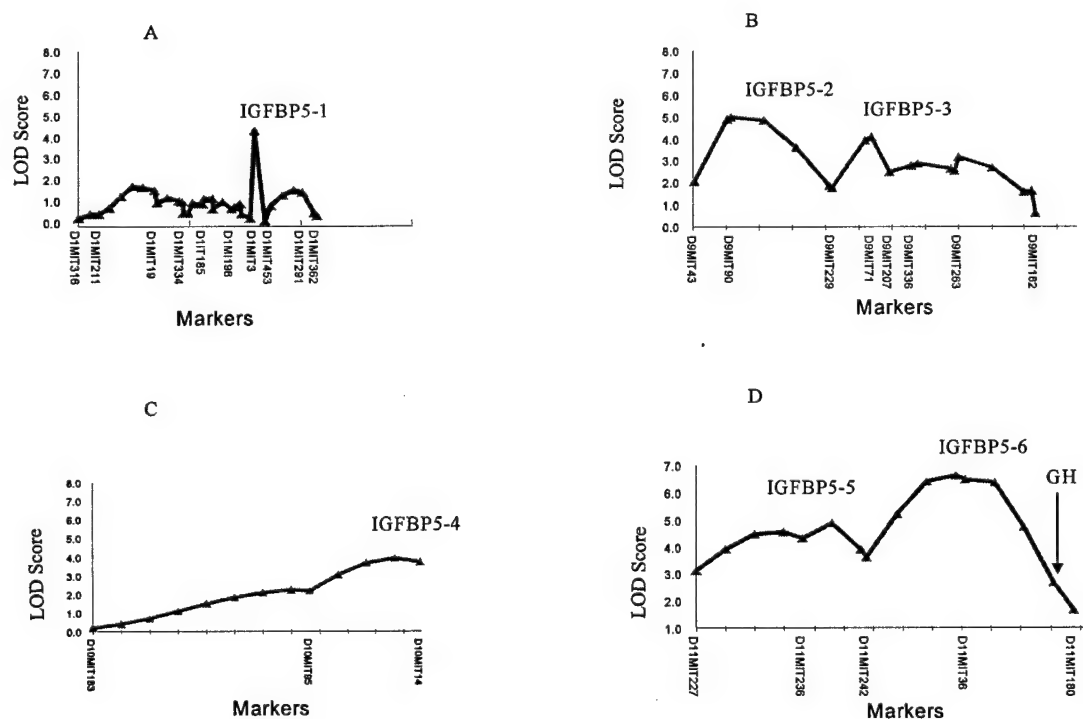 A
8.0
7.0
6.0
5.0
4.0
3.0
2.0
1.0
0.0
LOD Score
IGFBP5-1
D1MIT316
D1MIT211
D1MIT19
D1MIT334
D1IT185
D1MI198
D1MIT3
D1MIT453
D1MIT291
D1MIT362
Markers
B
8.0
7.0
6.0
5.0
4.0
3.0
2.0
1.0
0.0
LOD Score
IGFBP5-2
IGFBP5-3
D9MIT43
D9MIT90
D9MIT229
D9MIT71
D9MIT207
D9MIT336
D9MIT263
D9MIT182
Markers
C
8.0
7.0
6.0
5.0
4.0
3.0
2.0
1.0
0.0
LOD Score
IGFBP5-4
D10MIT183
D10MIT95
D10MIT14
Markers
D
7.0
6.0
5.0
4.0
3.0
2.0
1.0
LOD Score
IGFBP5-5
IGFBP5-6
GH
D11MIT227
D11MIT236
D11MIT242
D11MIT36
D11MIT180
Markers